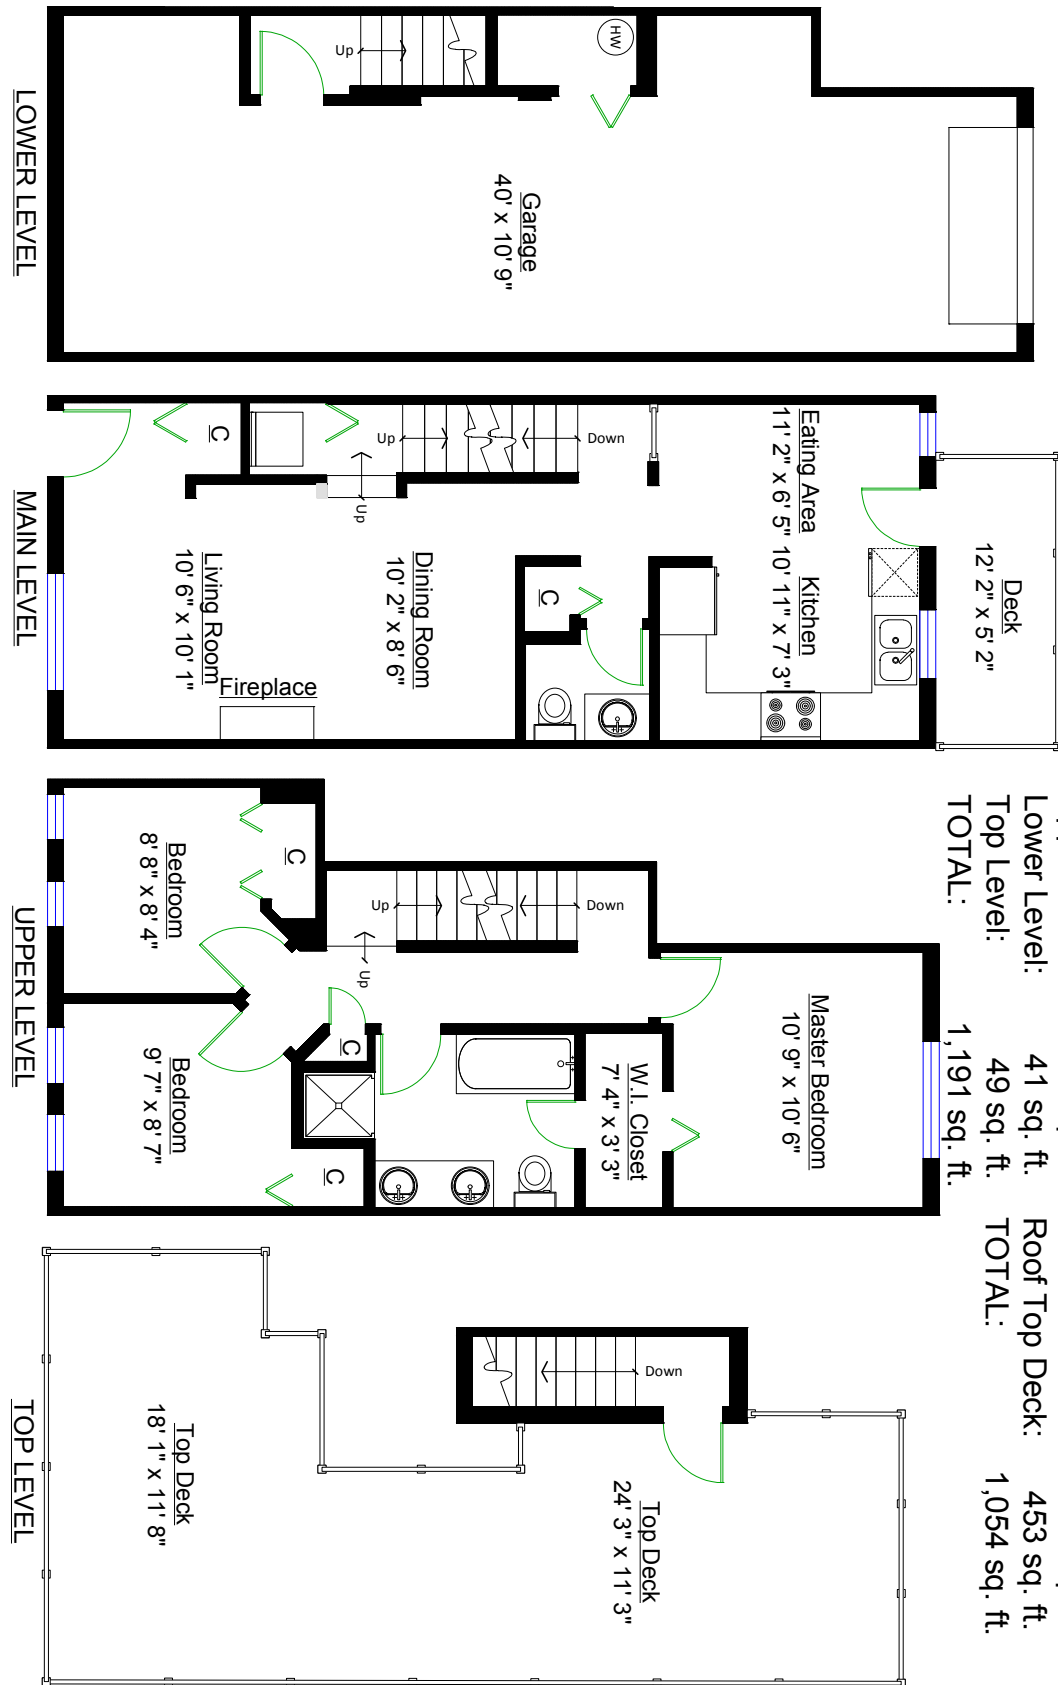 Lower Level: 41 sq. ft.
Top Level: 49 sq. ft.
TOTAL: 1,191 sq. ft.
Roof Top Deck: 453 sq. ft.
TOTAL: 1,054 sq. ft.
Deck
12' 2" x 5' 2"
Eating Area
11' 2" x 6' 5"
Kitchen
10' 11" x 7' 3"
Down
Up
Up
C
Dining Room
10' 2" x 8' 6"
Living Room
10' 6" x 10' 1"
Fireplace
C
MAIN LEVEL
HW
Up
Garage
40' x 10' 9"
LOWER LEVEL
Master Bedroom
10' 9" x 10' 6"
W.I. Closet
7' 4" x 3' 3"
Down
Up
Up
C
C
C
Bedroom
8' 8" x 8' 4"
Bedroom
9' 7" x 8' 7"
UPPER LEVEL
Down
Top Deck
24' 3" x 11' 3"
Top Deck
18' 1" x 11' 8"
TOP LEVEL